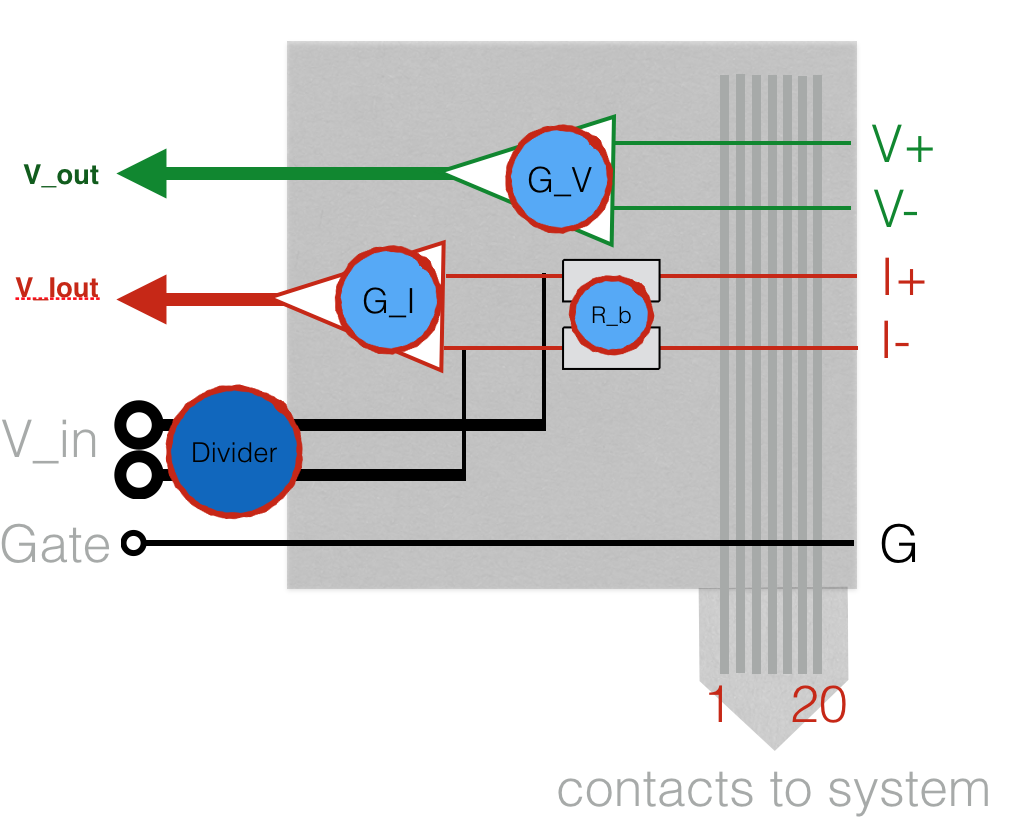 V_out
G_V
V+
V-
V_Iout
G_I
R_b
I+
I-
V_in
Divider
Gate
G
1
20
contacts to system